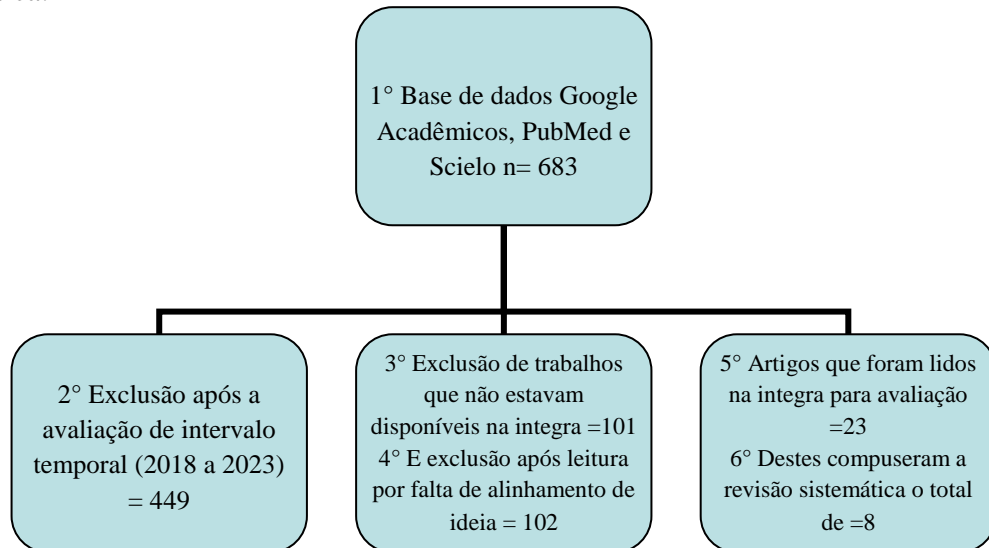 1° Base de dados Google
Acadêmicos, PubMed e
Scielo n= 683
2° Exclusão após a
avaliação de intervalo
temporal (2018 a 2023)
= 449
3° Exclusão de trabalhos
que não estavam
disponíveis na integra =101
4° E exclusão após leitura
por falta de alinhamento de
ideia = 102
5° Artigos que foram lidos
na integra para avaliação
=23
6° Destes compuseram a
revisão sistemática o total
de =8